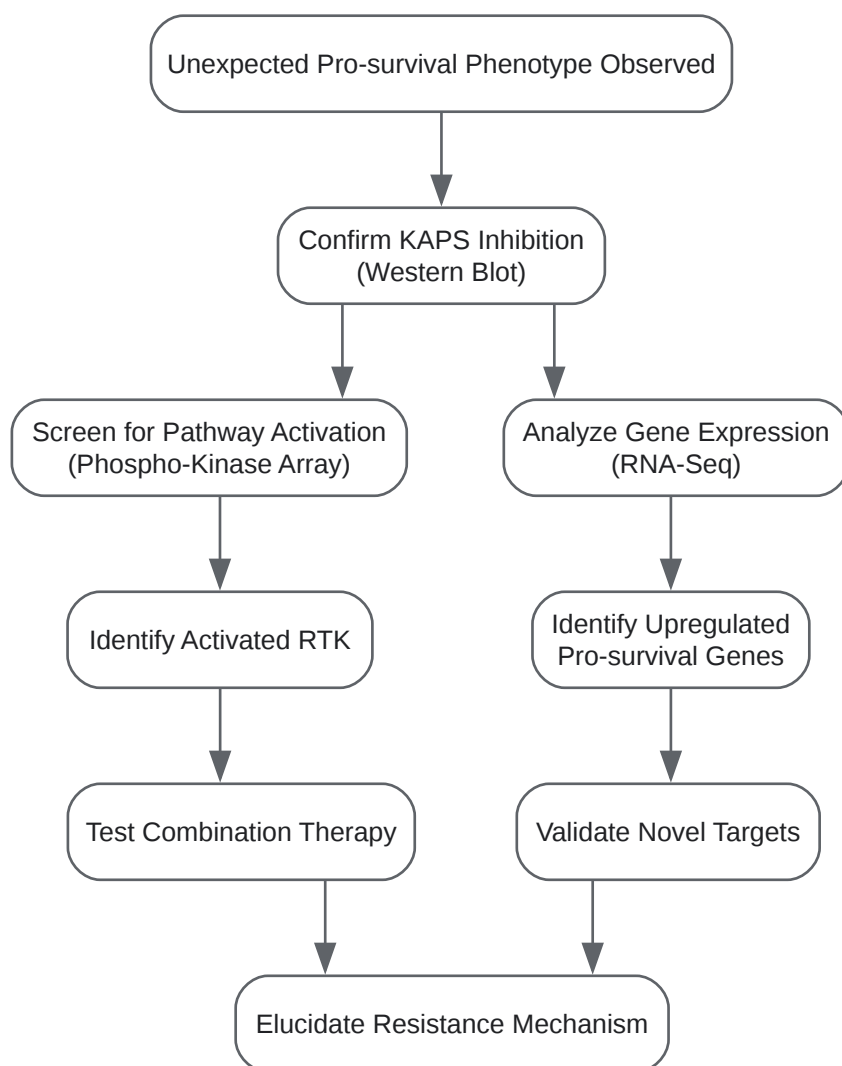 Unexpected Pro-survival Phenotype Observed
Confirm KAPS Inhibition
(Western Blot)
Screen for Pathway Activation
(Phospho-Kinase Array)
Analyze Gene Expression
(RNA-Seq)
Identify Activated RTK
Identify Upregulated
Pro-survival Genes
Test Combination Therapy
Validate Novel Targets
Elucidate Resistance Mechanism